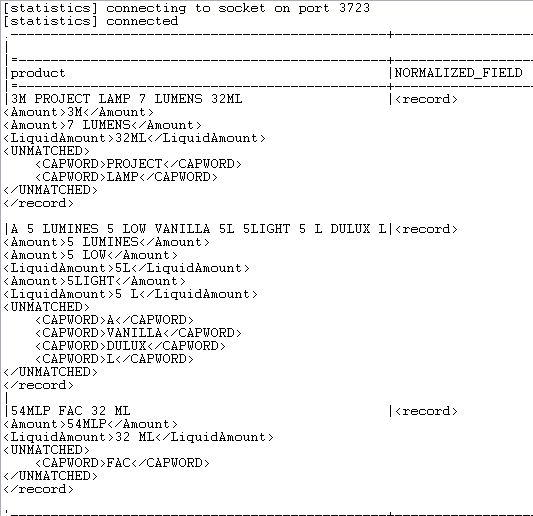 [statistics] connecting to socket on port 3723
[statistics] connected
.-----------------------------------------------+------------------
|
|=----------------------------------------------+------------------
|product |NORMALIZED_FIELD
|=----------------------------------------------+------------------
|3M PROJECT LAMP 7 LUMENS 32ML |<record>
<Amount>3M</Amount>
<Amount>7 LUMENS</Amount>
<LiquidAmount>32ML</LiquidAmount>
<UNMATCHED>
    <CAPWORD>PROJECT</CAPWORD>
    <CAPWORD>LAMP</CAPWORD>
</UNMATCHED>
</record>
|A 5 LUMINES 5 LOW VANILLA 5L 5LIGHT 5 L DULUX L|<record>
<Amount>5 LUMINES</Amount>
<Amount>5 LOW</Amount>
<LiquidAmount>5L</LiquidAmount>
<Amount>5LIGHT</Amount>
<LiquidAmount>5 L</LiquidAmount>
<UNMATCHED>
    <CAPWORD>A</CAPWORD>
    <CAPWORD>VANILLA</CAPWORD>
    <CAPWORD>DULUX</CAPWORD>
    <CAPWORD>L</CAPWORD>
</UNMATCHED>
</record>
|
|54MLP FAC 32 ML |<record>
<Amount>54MLP</Amount>
<LiquidAmount>32 ML</LiquidAmount>
<UNMATCHED>
    <CAPWORD>FAC</CAPWORD>
</UNMATCHED>
</record>
'-----------------------------------------------+------------------